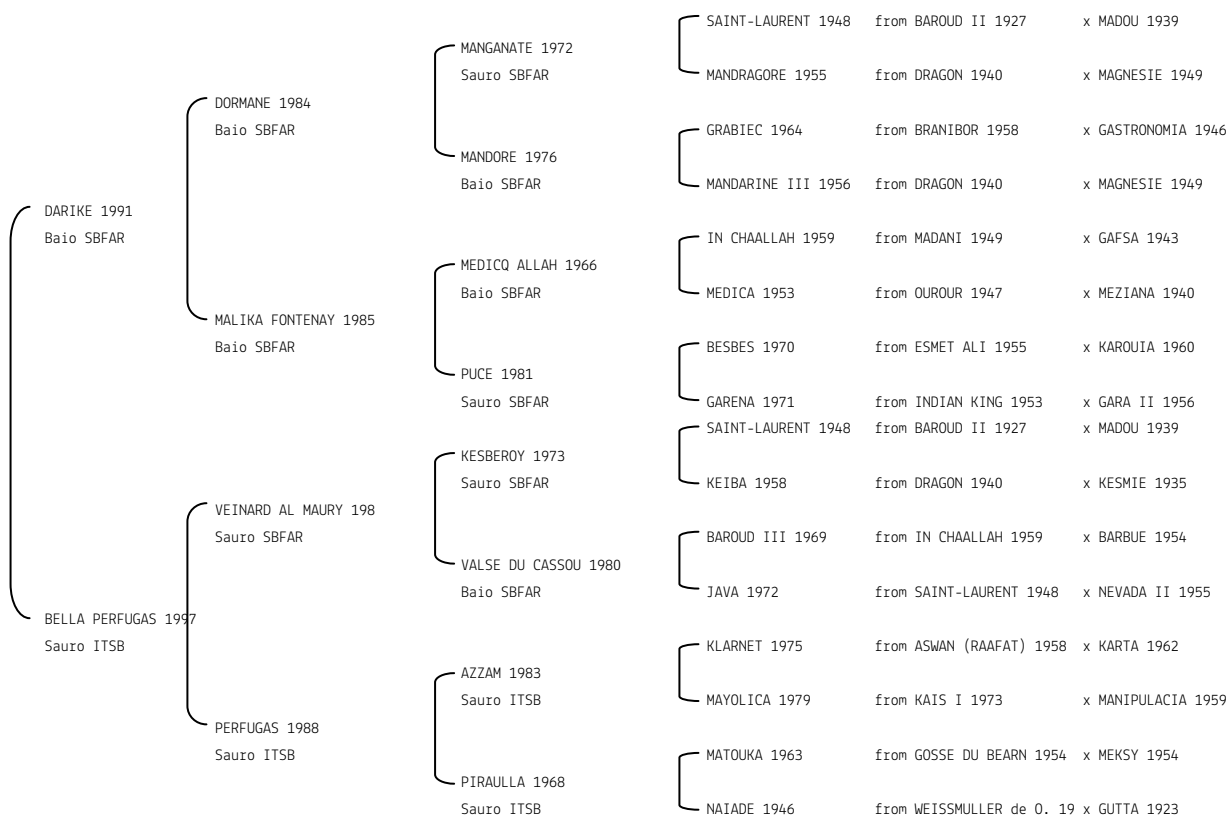 SAINT-LAURENT 1948 from BAROUD II 1927 x MADOU 1939
MANGANATE 1972
Sauro SBFAR
MANDRAGORE 1955 from DRAGON 1940 x MAGNESIE 1949
DORMANE 1984
Baio SBFAR
GRABIEC 1964 from BRANIBOR 1958 x GASTRONOMIA 1946
MANDORE 1976
Baio SBFAR
MANDARINE III 1956 from DRAGON 1940 x MAGNESIE 1949
DARIKE 1991
Baio SBFAR
IN CHAALLAH 1959 from MADANI 1949 x GAFSA 1943
MEDICQ ALLAH 1966
Baio SBFAR
MEDICA 1953 from OUROUR 1947 x MEZIANA 1940
MALIKA FONTENAY 1985
Baio SBFAR
BESBES 1970 from ESMET ALI 1955 x KAROUIA 1960
PUCE 1981
Sauro SBFAR
GARENA 1971 from INDIAN KING 1953 x GARA II 1956
SAINT-LAURENT 1948 from BAROUD II 1927 x MADOU 1939
KESBEROY 1973
Sauro SBFAR
KEIBA 1958 from DRAGON 1940 x KESMIE 1935
VEINARD AL MAURY 198
Sauro SBFAR
BAROUD III 1969 from IN CHAALLAH 1959 x BARBUE 1954
VALSE DU CASSOU 1980
Baio SBFAR
JAVA 1972 from SAINT-LAURENT 1948 x NEVADA II 1955
BELLA PERFUGAS 1997
Sauro ITSB
KLARNET 1975 from ASWAN (RAAFAT) 1958 x KARTA 1962
AZZAM 1983
Sauro ITSB
MAYOLICA 1979 from KAIS I 1973 x MANIPULACIA 1959
PERFUGAS 1988
Sauro ITSB
MATOUKA 1963 from GOSSE DU BEARN 1954 x MEKSY 1954
PIRAULLA 1968
Sauro ITSB
NAIADE 1946 from WEISSMULLER de O. 19 x GUTTA 1923